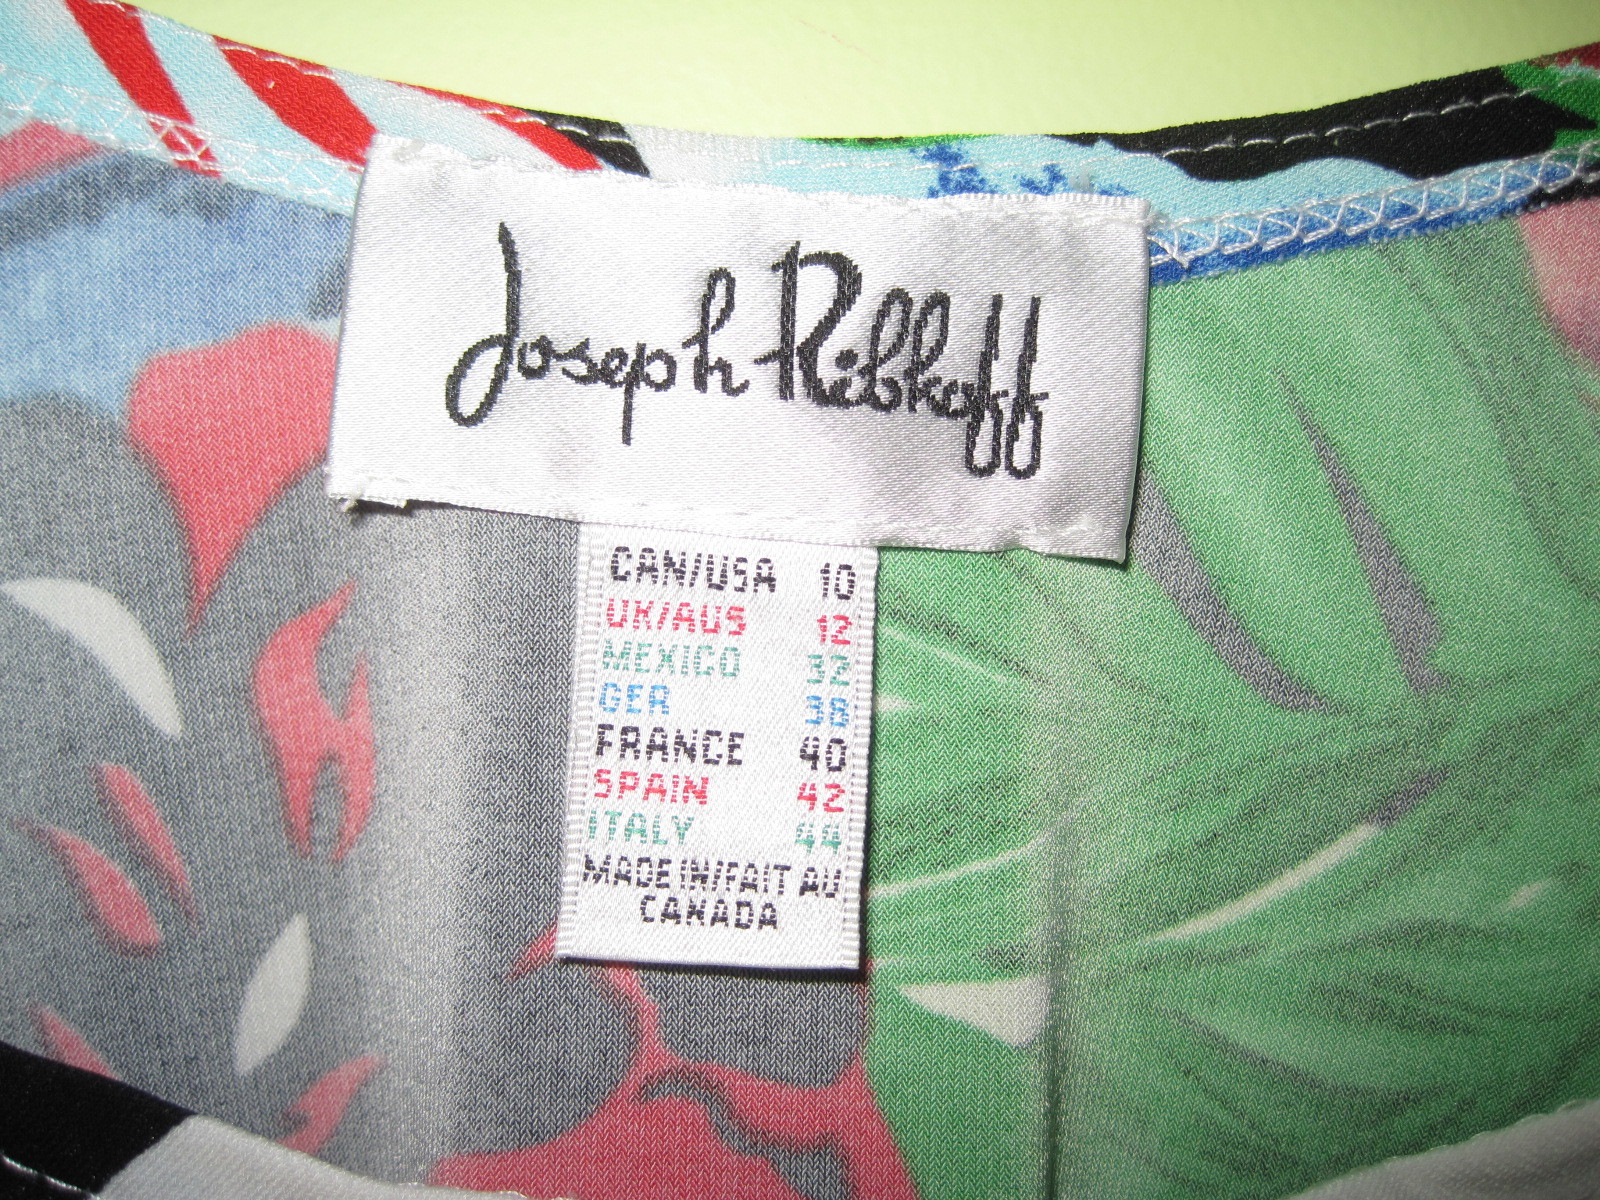 Joseph Ribkoff
CAN/USA 10
UK/AUS 12
MEXICO 32
GER 38
FRANCE 40
SPAIN 42
ITALY 44
MADE IN/FAIT AU
CANADA